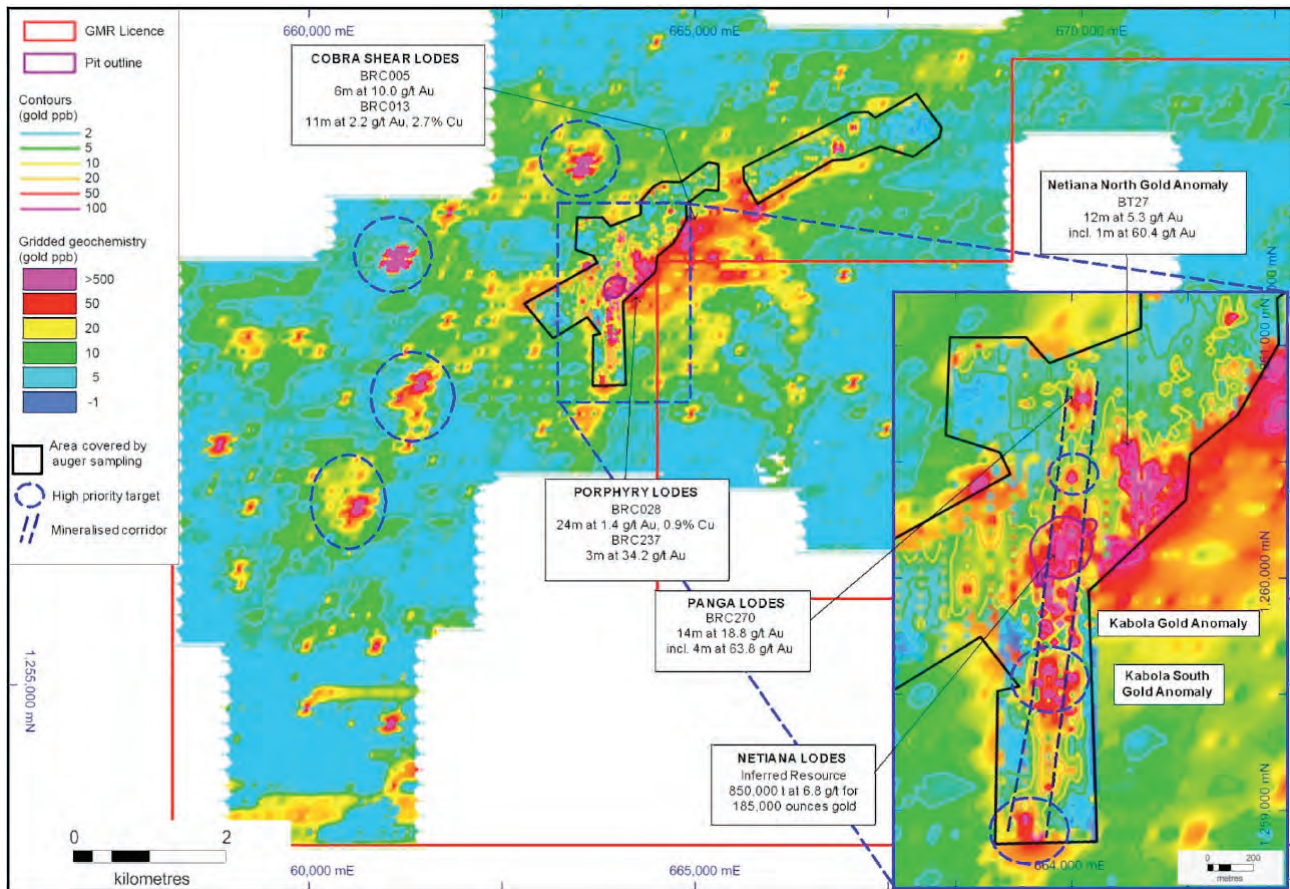 GMR Licence
Pit outline
Contours
(gold ppb)
2
5
10
20
50
100
Gridded geochemistry
(gold ppb)
>500
50
20
10
5
-1
Area covered by
auger sampling
High priority target
Mineralised corridor
0
2
kilometres
660,000 mE
665,000 mE
670,000 mE
COBRA SHEAR LODES
BRC005
6m at 10.0 g/t Au
BRC013
11m at 2.2 g/t Au, 2.7% Cu
Netiana North Gold Anomaly
BT27
12m at 5.3 g/t Au
incl. 1m at 60.4 g/t Au
PORPHYRY LODES
BRC028
24m at 1.4 g/t Au, 0.9% Cu
BRC237
3m at 34.2 g/t Au
PANGA LODES
BRC270
14m at 18.8 g/t Au
incl. 4m at 63.8 g/t Au
NETIANA LODES
Inferred Resource
850,000 t at 6.8 g/t for
185,000 ounces gold
Kabola Gold Anomaly
Kabola South
Gold Anomaly
1,260,000 mN
1,259,000 mN
664,000 mE
0
200
metres
1,255,000 mN
660,000 mE
665,000 mE